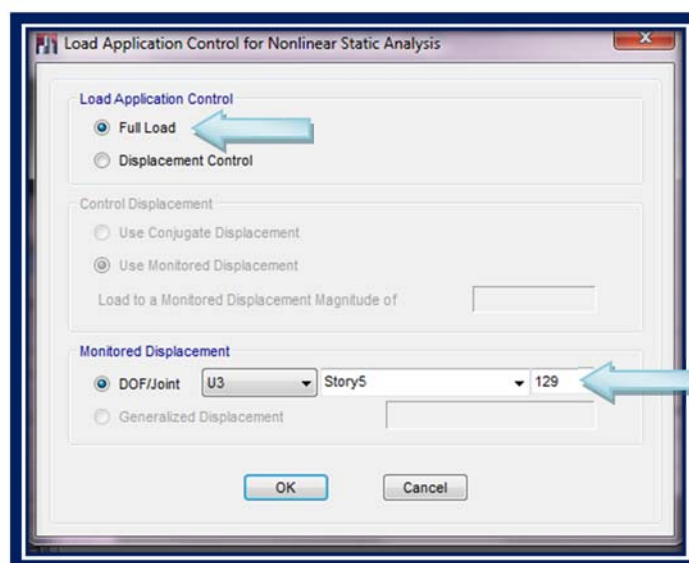 Load Application Control for Nonlinear Static Analysis
Load Application Control
Full Load
Displacement Control
Control Displacement
Use Conjugate Displacement
Use Monitored Displacement
Load to a Monitored Displacement Magnitude of
Monitored Displacement
DOF/Joint U3 Story5 129
Generalized Displacement
OK Cancel